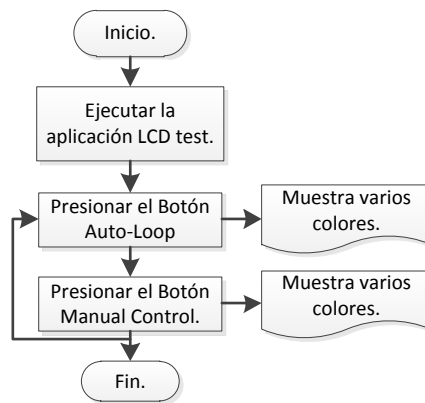 Inicio.
Ejecutar la
aplicación LCD test.
Presionar el Botón
Auto-Loop
Muestra varios
colores.
Presionar el Botón
Manual Control.
Muestra varios
colores.
Fin.